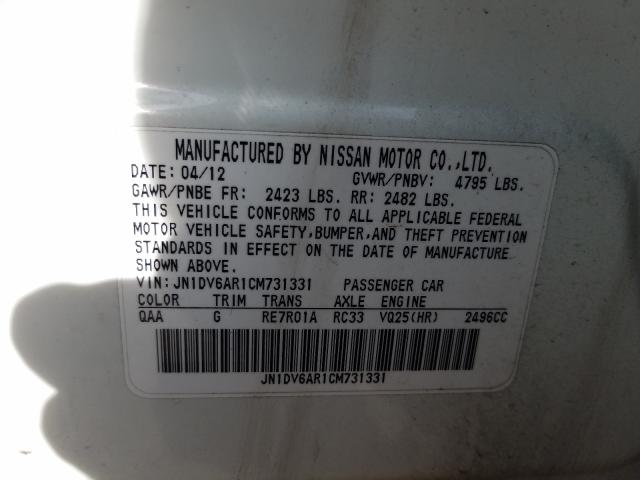 MANUFACTURED BY NISSAN MOTOR CO.,LTD.
DATE: 04/12 GVWR/PNBV: 4795 LBS.
GAWR/PNBE FR: 2423 LBS. RR: 2482 LBS.
THIS VEHICLE CONFORMS TO ALL APPLICABLE FEDERAL
MOTOR VEHICLE SAFETY,BUMPER,AND THEFT PREVENTION
STANDARDS IN EFFECT ON THE DATE OF MANUFACTURE
SHOWN ABOVE.
VIN:JN1DV6AR1CM731331 PASSENGER CAR
COLOR TRIM TRANS AXLE ENGINE
QAA G RE7R01A RC33 VQ25(HR) 2496CC
JN1DV6AR1CM731331